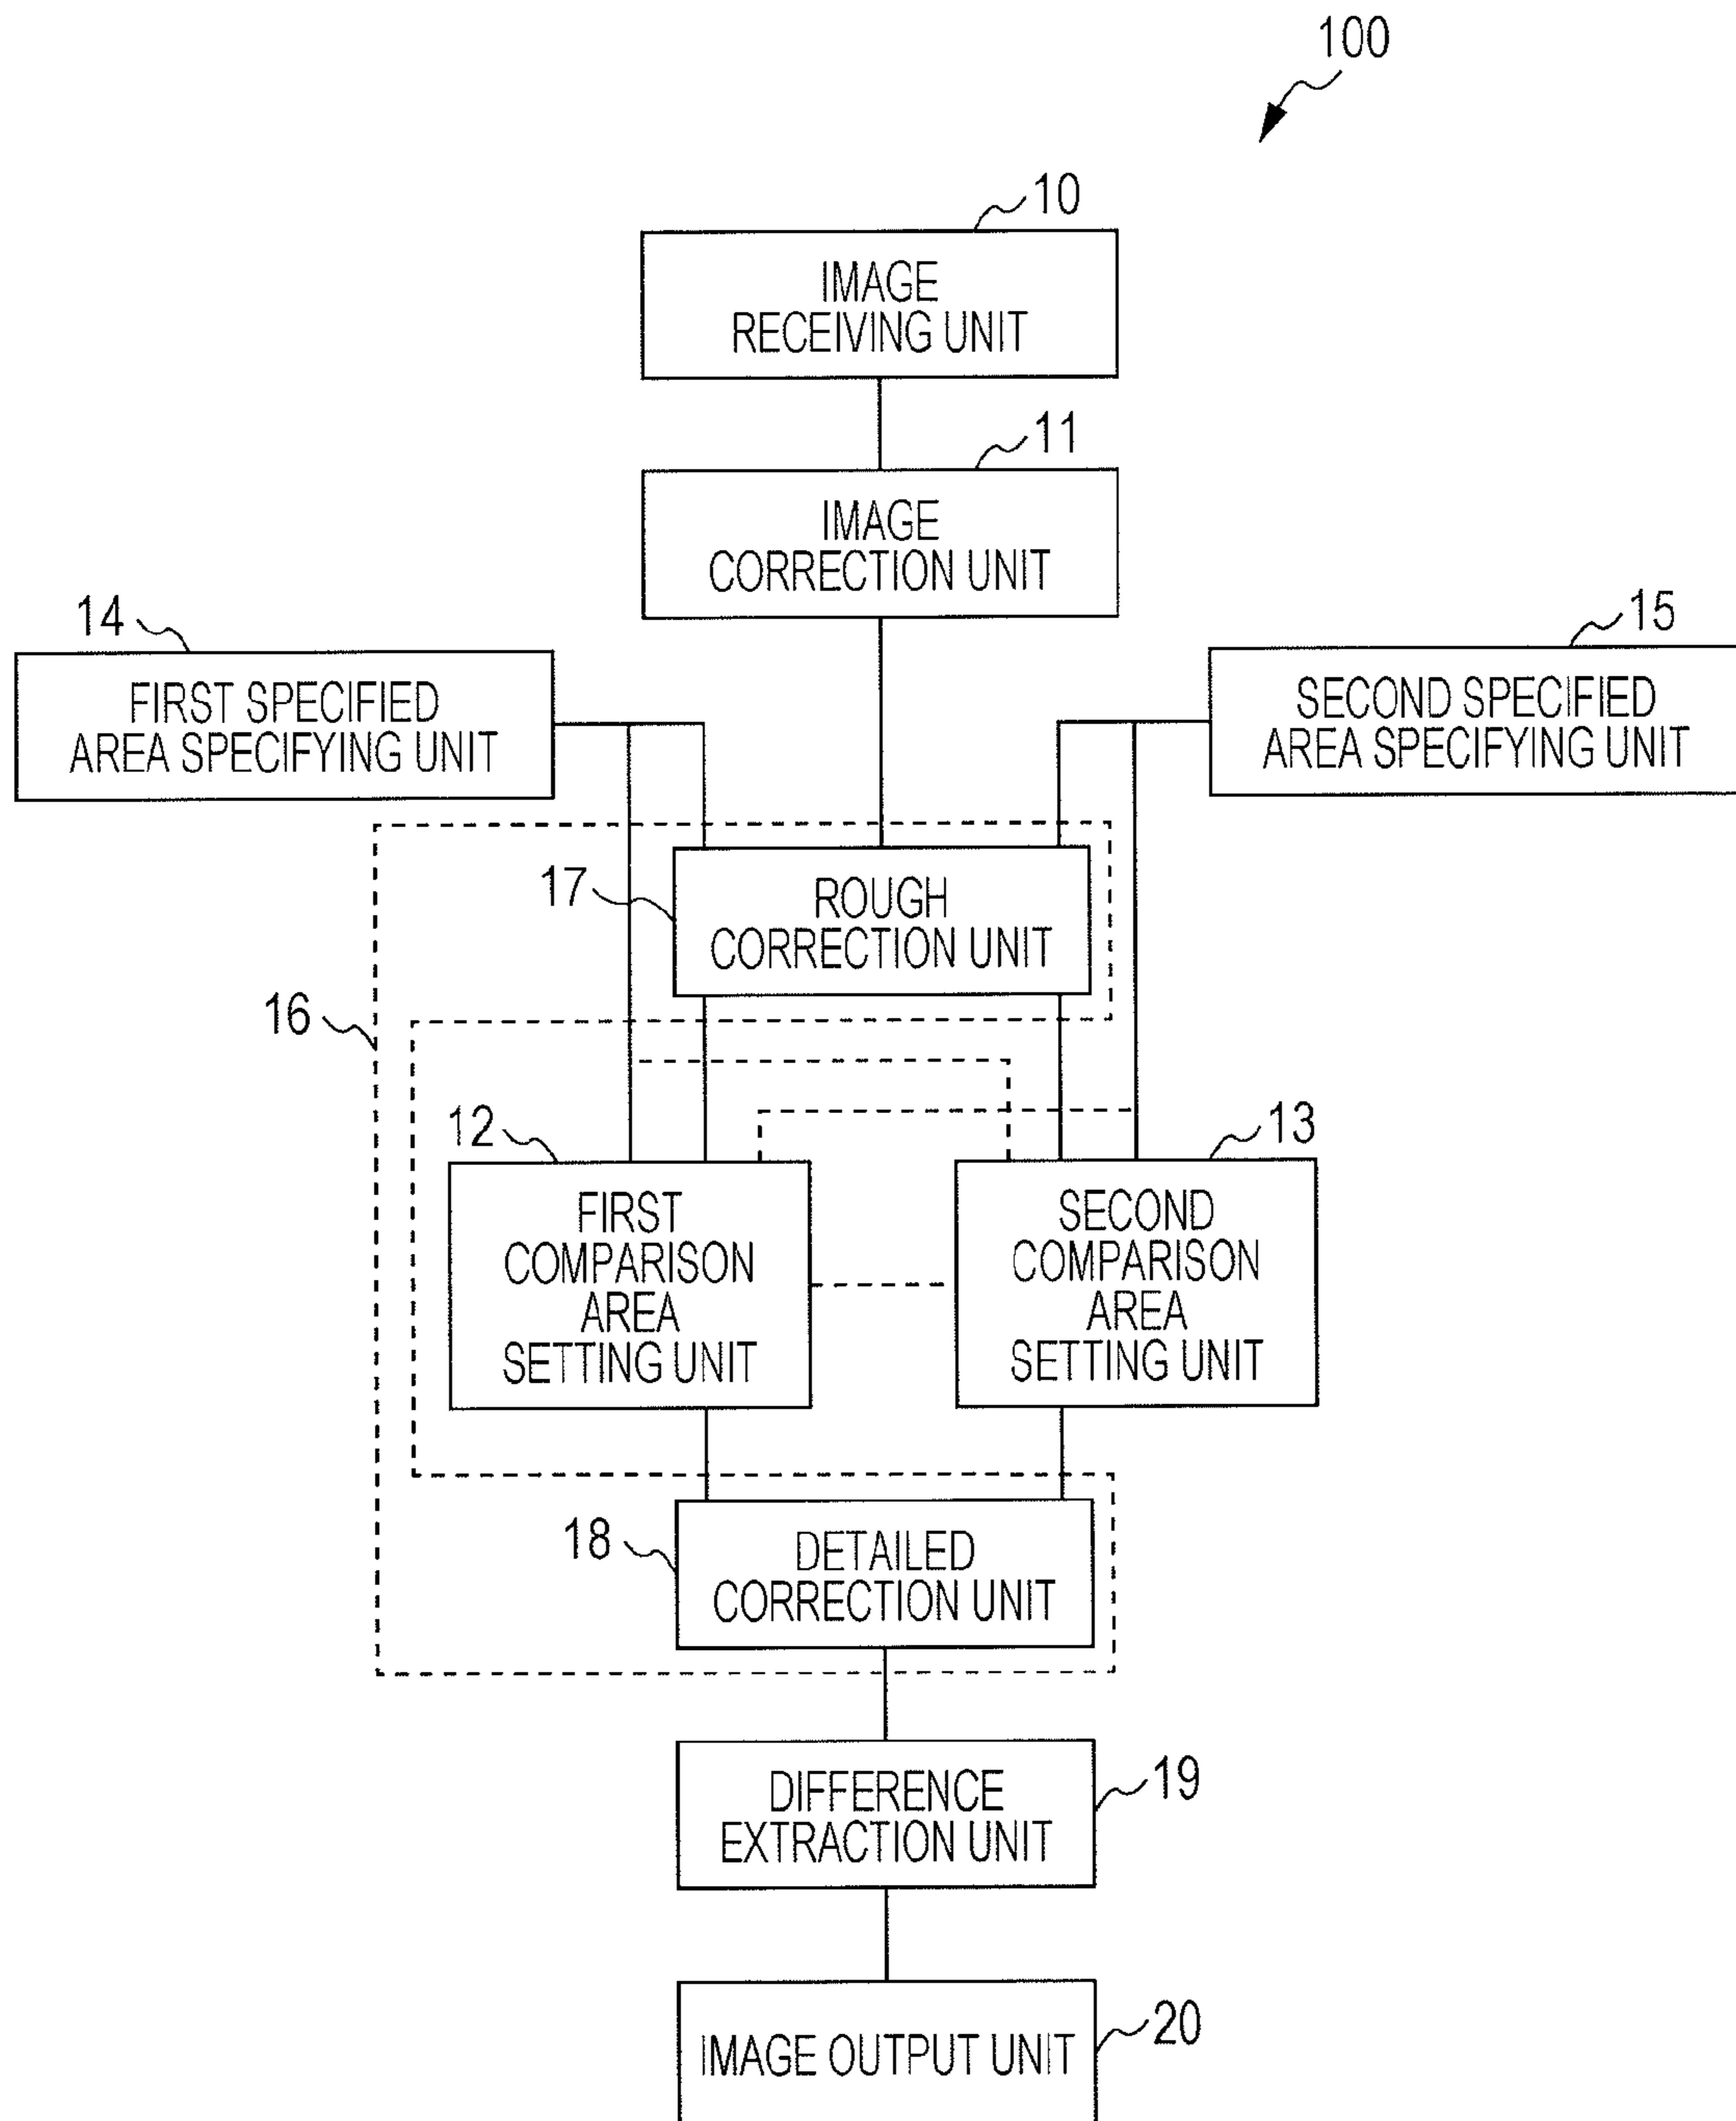 100
10
IMAGE
RECEIVING UNIT
11
IMAGE
CORRECTION UNIT
14
FIRST SPECIFIED
AREA SPECIFYING UNIT
15
SECOND SPECIFIED
AREA SPECIFYING UNIT
17
ROUGH
CORRECTION UNIT
16
12
FIRST
COMPARISON
AREA
SETTING UNIT
13
SECOND
COMPARISON
AREA
SETTING UNIT
18
DETAILED
CORRECTION UNIT
DIFFERENCE
EXTRACTION UNIT
19
IMAGE OUTPUT UNIT
20